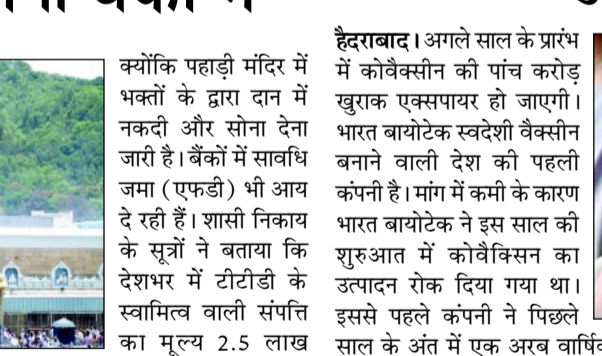 क्योंकि पहाड़ी मंदिर में
भक्तों के द्वारा दान में
नकदी और सोना देना
जारी है। बैंकों में सावधि
जमा (एफडी) भी आय
दे रही हैं। शासी निकाय
के सूत्रों ने बताया कि
देशभर में टीटीडी के
स्वामित्व वाली संपत्ति
का मूल्य 2.5 लाख
हैदराबाद। अगले साल के प्रारंभ
में कोवैक्सीन की पांच करोड़
खुराक एक्सपायर हो जाएगी।
भारत बायोटेक स्वदेशी वैक्सीन
बनाने वाली देश की पहली
कंपनी है। मांग में कमी के कारण
भारत बायोटेक ने इस साल की
शुरुआत में कोवैक्सिन का
उत्पादन रोक दिया गया था।
इससे पहले कंपनी ने पिछले
साल के अंत में एक अरब